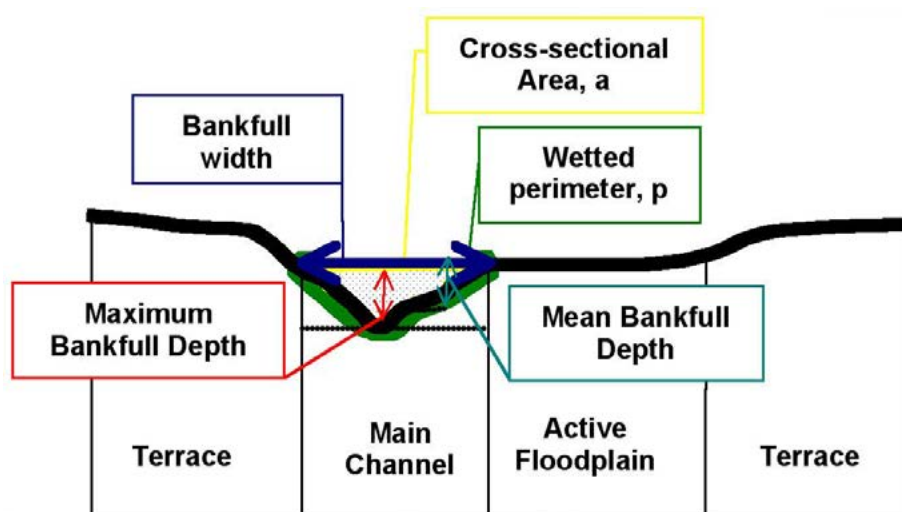 Cross-sectional
Area, a
Bankfull
width
Wetted
perimeter, p
Maximum
Bankfull Depth
Mean Bankfull
Depth
Terrace
Main
Channel
Active
Floodplain
Terrace